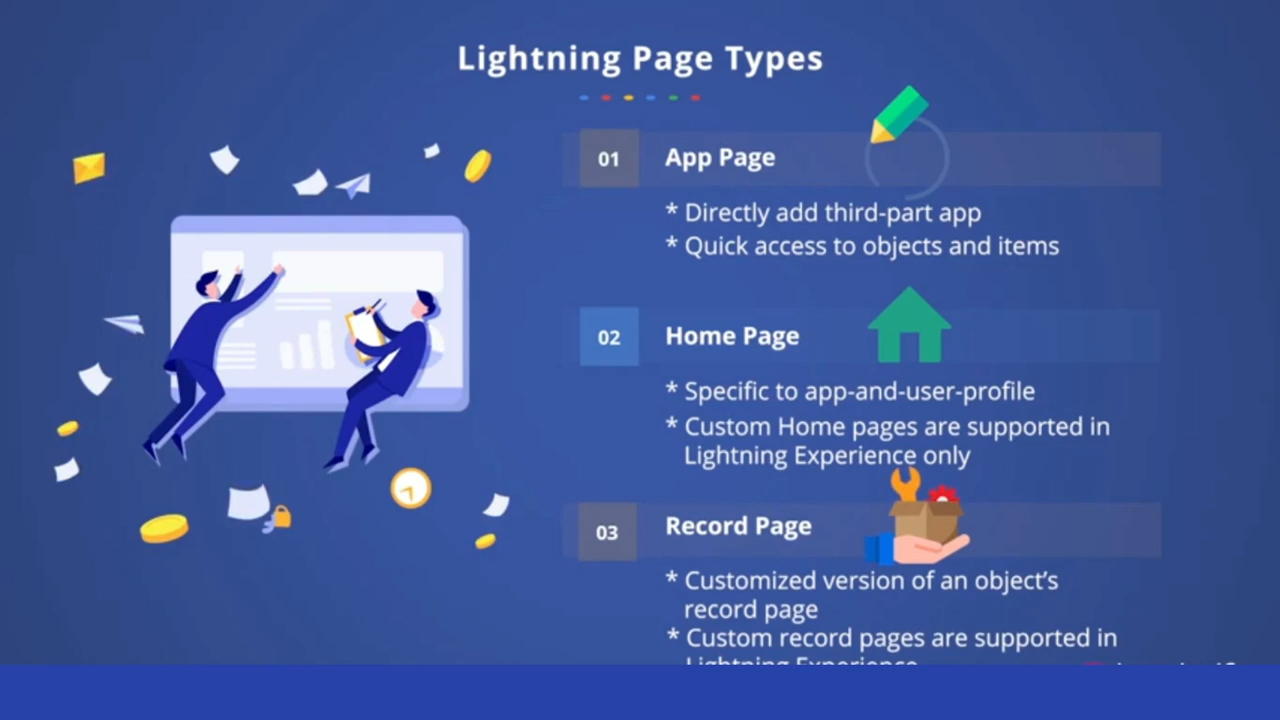 Lightning Page Types
01
App Page
* Directly add third-part app
* Quick access to objects and items
02
Home Page
* Specific to app-and-user-profile
* Custom Home pages are supported in
Lightning Experience only
03
Record Page
* Customized version of an object's
record page
* Custom record pages are supported in
Lightning Experience